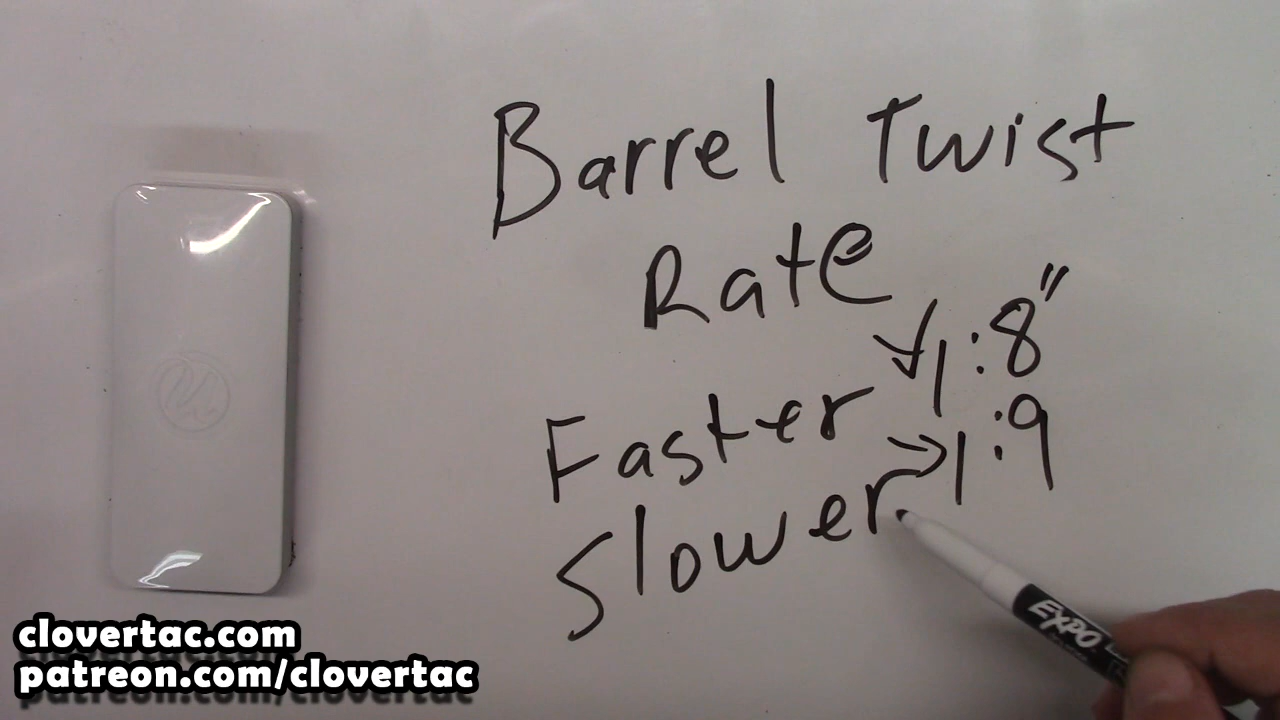 Barrel Twist
Rate
Faster 1:8"
Slower 1:9
EXPO
clovertac.com
patreon.com/clovertac